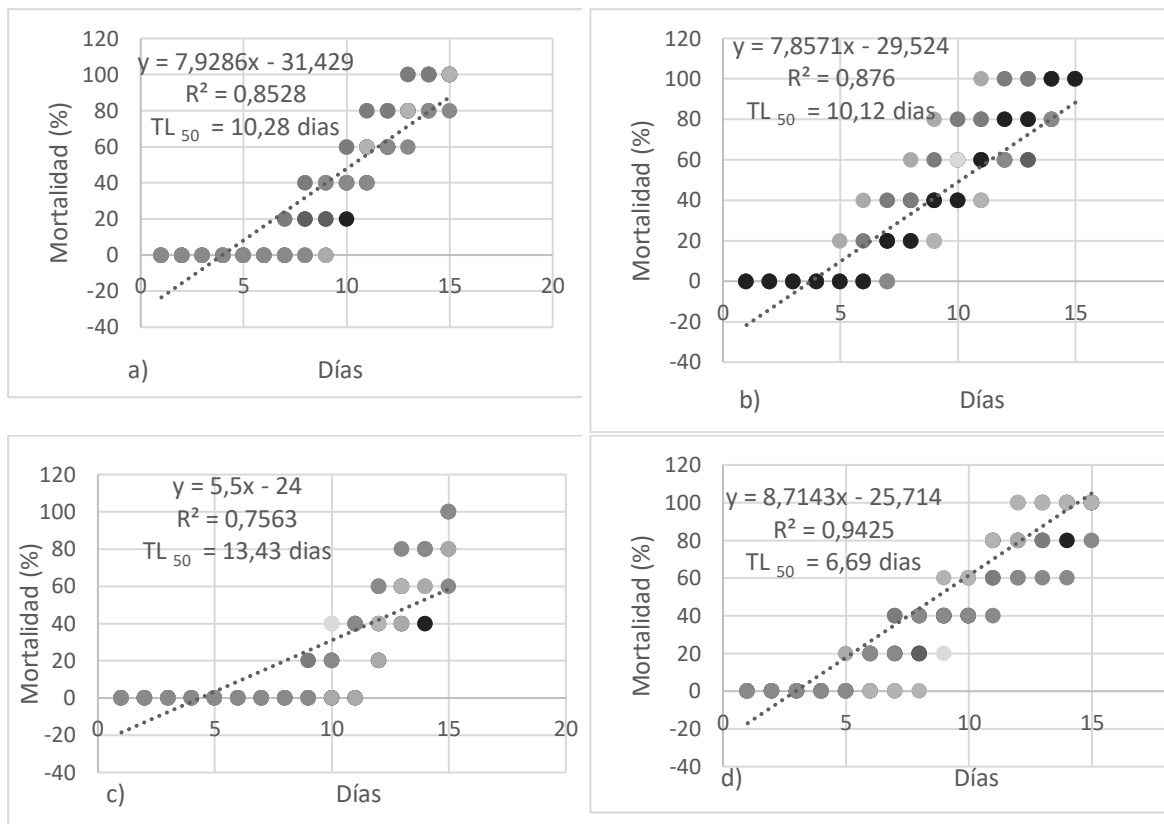 120
100
80
60
40
20
0
-20
-40
Mortalidad (%)
y = 7,9286x - 31,429
R² = 0,8528
TL 50 = 10,28 dias
0 5 10 15 20
a) Días
120
100
80
60
40
20
0
-20
-40
Mortalidad (%)
y = 7,8571x - 29,524
R² = 0,876
TL 50 = 10,12 dias
0 5 10 15
b) Días
120
100
80
60
40
20
0
-20
-40
Mortalidad (%)
y = 5,5x - 24
R² = 0,7563
TL 50 = 13,43 dias
0 5 10 15 20
c) Días
120
100
80
60
40
20
0
-20
-40
Mortalidad (%)
y = 8,7143x - 25,714
R² = 0,9425
TL 50 = 6,69 dias
0 5 10 15
d) Días